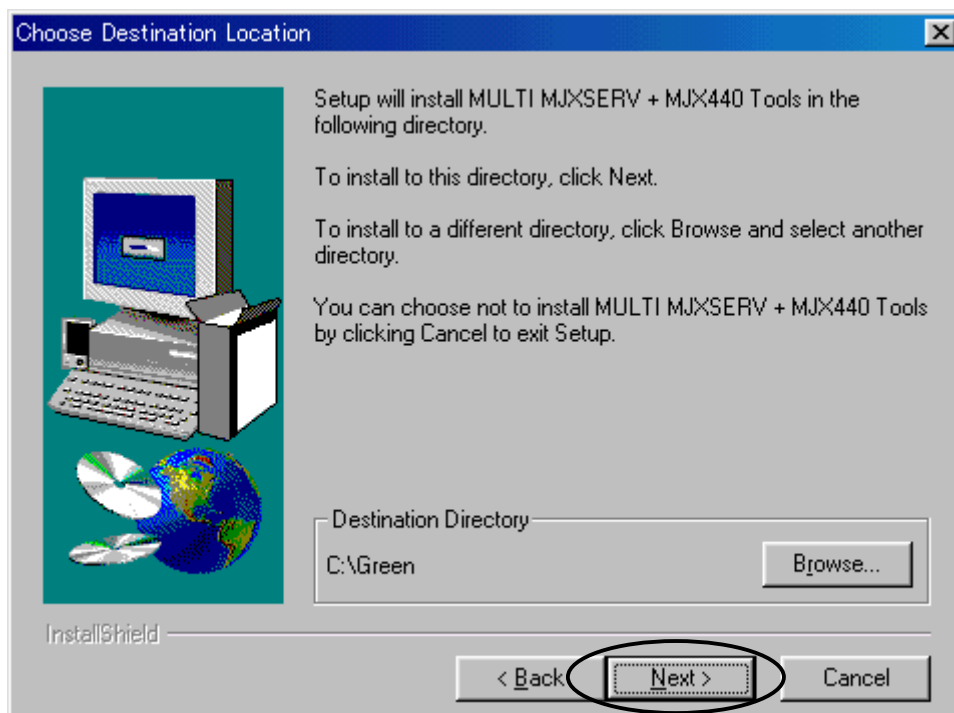 Choose Destination Location
Setup will install MULTI MJXSERV + MJX440 Tools in the
following directory.
To install to this directory, click Next.
To install to a different directory, click Browse and select another
directory.
You can choose not to install MULTI MJXSERV + MJX440 Tools
by clicking Cancel to exit Setup.
Destination Directory
C:\Green
Browse...
InstallShield
< Back
Next >
Cancel